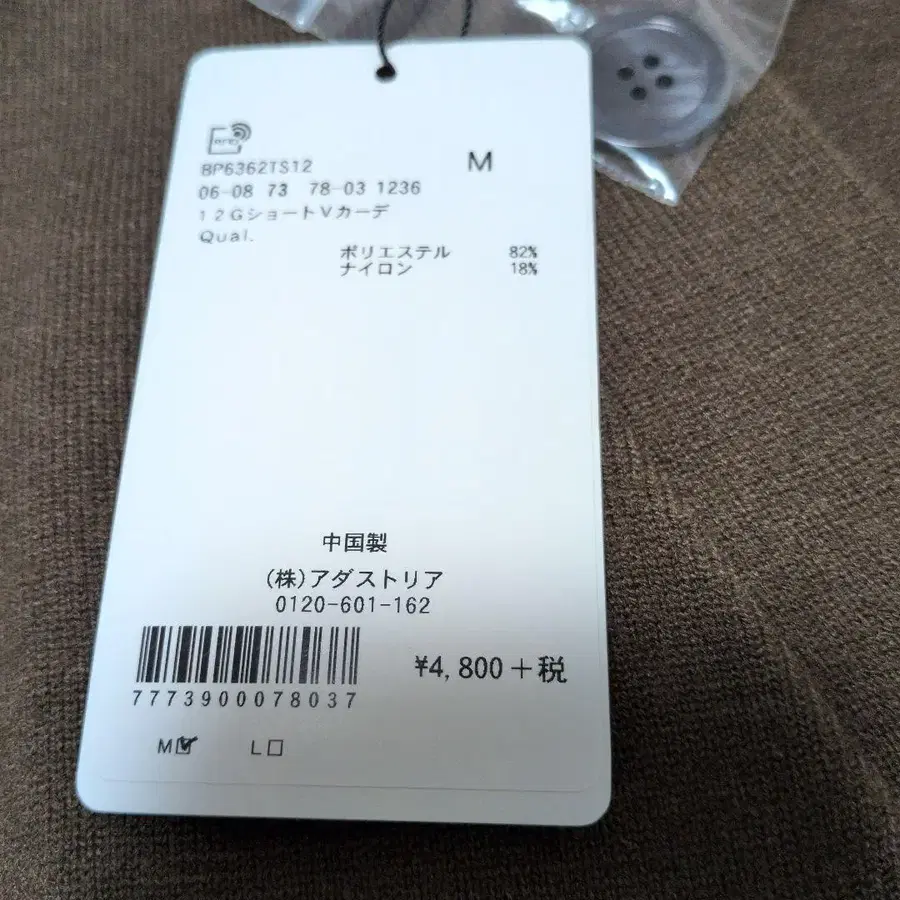 BP6362TS12
M
06-08 73 78-03 1236
12GショートVカーデ
Qual.
ポリエステル 82%
ナイロン 18%
中国製
(株)アダストリア
0120-601-162
¥4,800+税
7773900078037
M L